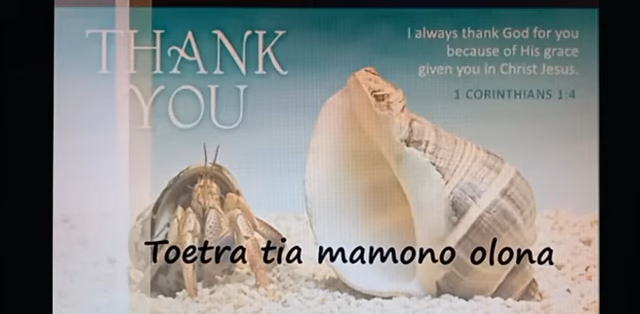 THANK
YOU
I always thank God for you
because of His grace
given you in Christ Jesus.
1 CORINTHIANS 1:4
Toetra tia mamono olona